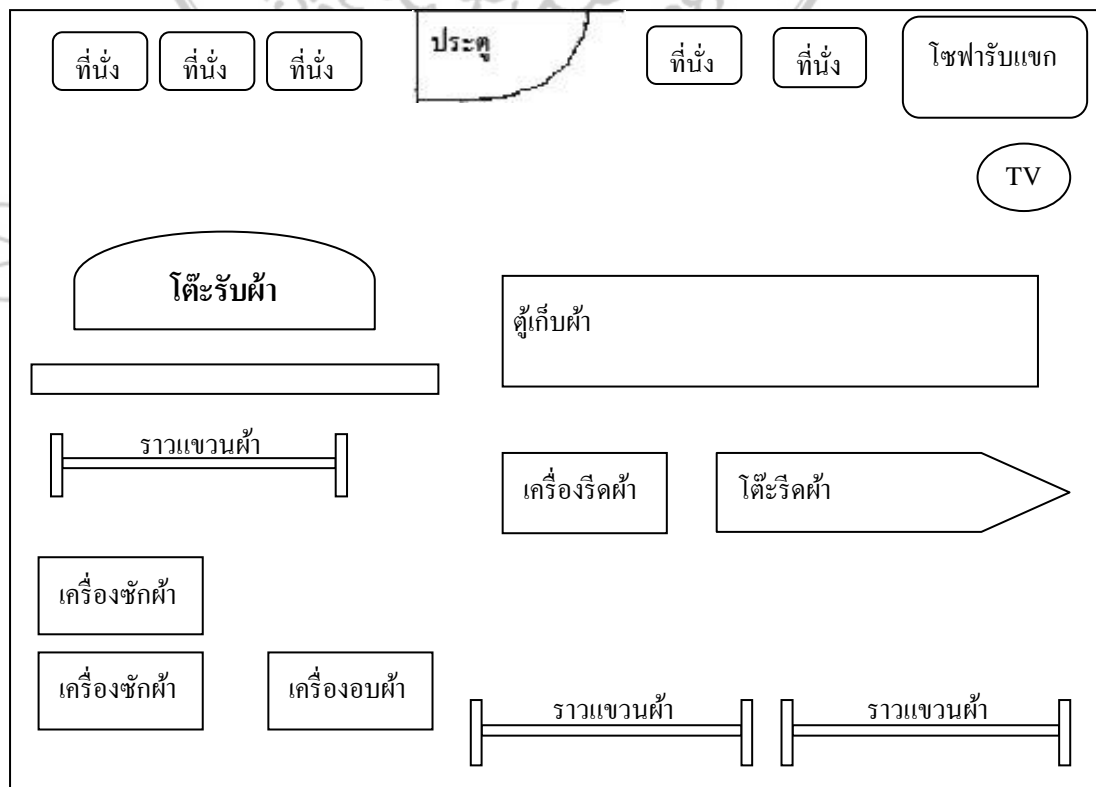 ที่นั่ง ที่นั่ง ที่นั่ง ประตู ที่นั่ง ที่นั่ง โซฟารับแขก
TV
โต๊ะรับผ้า
ตู้เก็บผ้า
ราวแขวนผ้า
เครื่องรีดผ้า โต๊ะรีดผ้า
เครื่องซักผ้า
เครื่องซักผ้า เครื่องอบผ้า
ราวแขวนผ้า ราวแขวนผ้า